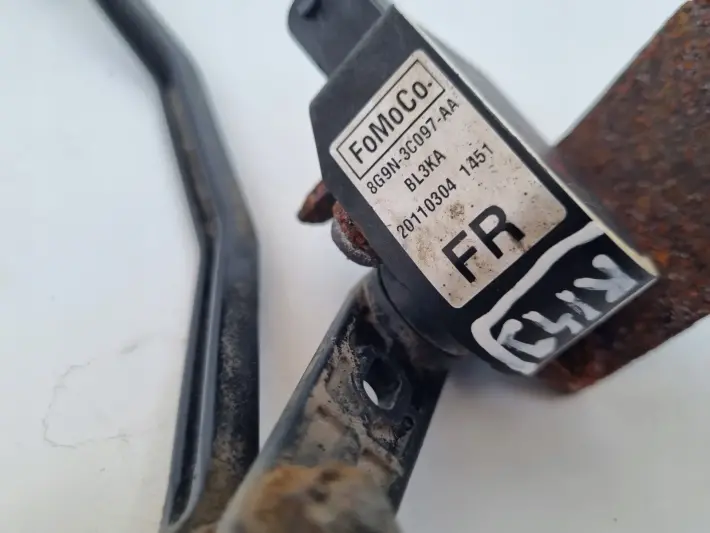 FoMoCo-
8G9N-3C097-AA
BL3KA
20110304 1451
FR